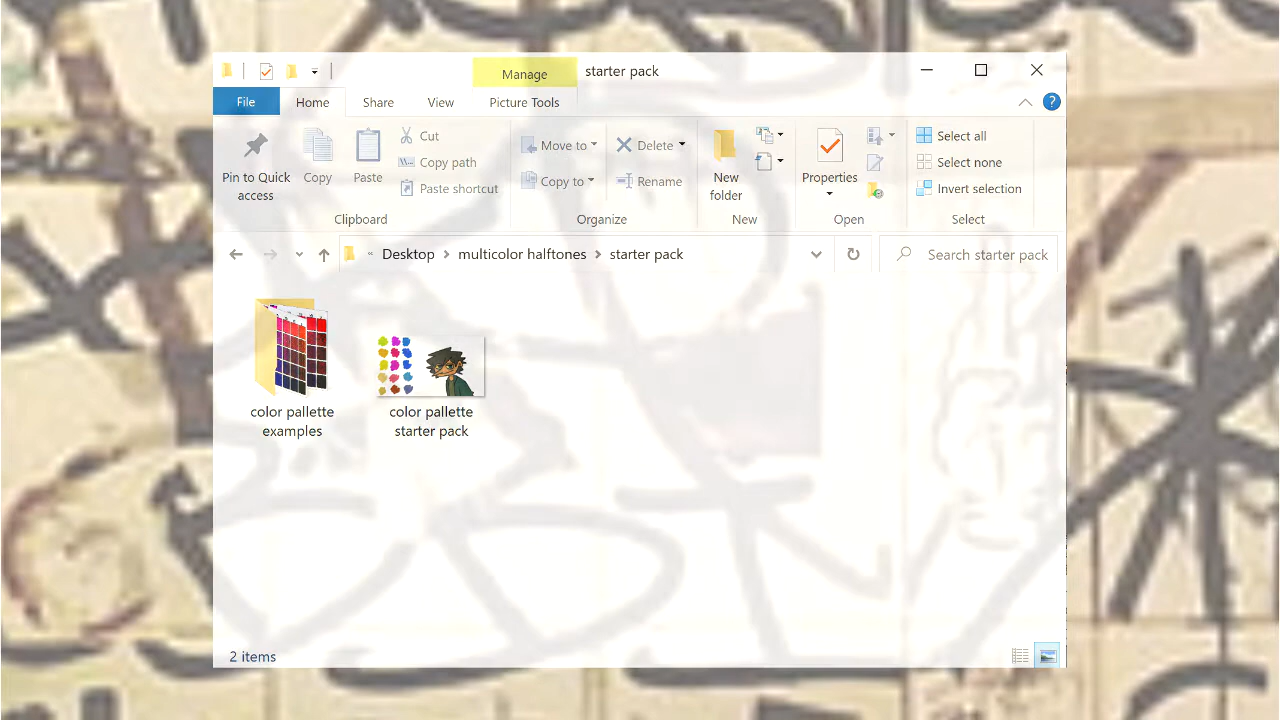 Manage
starter pack
File
Home
Share
View
Picture Tools
?
Pin to Quick
access
Copy
Paste
Cut
Copy path
Paste shortcut
Clipboard
Move to
Copy to
Delete
Rename
Organize
New
folder
New
Properties
Open
Select all
Select none
Invert selection
Select
« Desktop > multicolor halftones > starter pack
Search starter pack
color pallette
examples
color pallette
starter pack
2 items